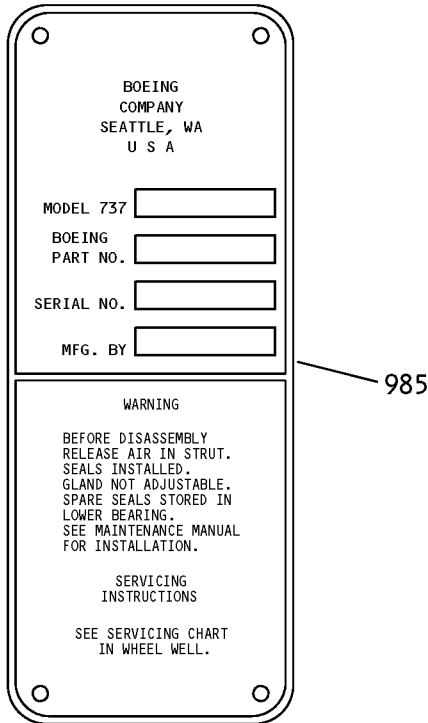 BOEING
COMPANY
SEATTLE, WA
U S A
MODEL 737
BOEING
PART NO.
SERIAL NO.
MFG. BY
985
WARNING
BEFORE DISASSEMBLY
RELEASE AIR IN STRUT.
SEALS INSTALLED.
GLAND NOT ADJUSTABLE.
SPARE SEALS STORED IN
LOWER BEARING.
SEE MAINTENANCE MANUAL
FOR INSTALLATION.
SERVICING
INSTRUCTIONS
SEE SERVICING CHART
IN WHEEL WELL.